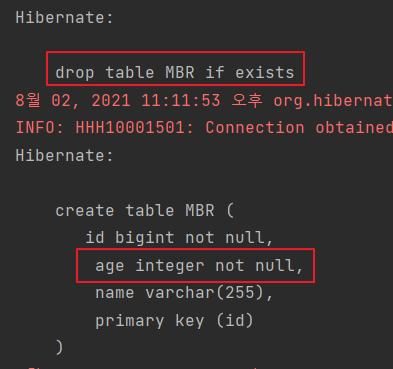 Hibernate:
drop table MBR if exists
8월 02, 2021 11:11:53 오후 org.hibernat
INFO: HHH10001501: Connection obtained
Hibernate:
create table MBR (
id bigint not null,
age integer not null,
name varchar(255),
primary key (id)
)